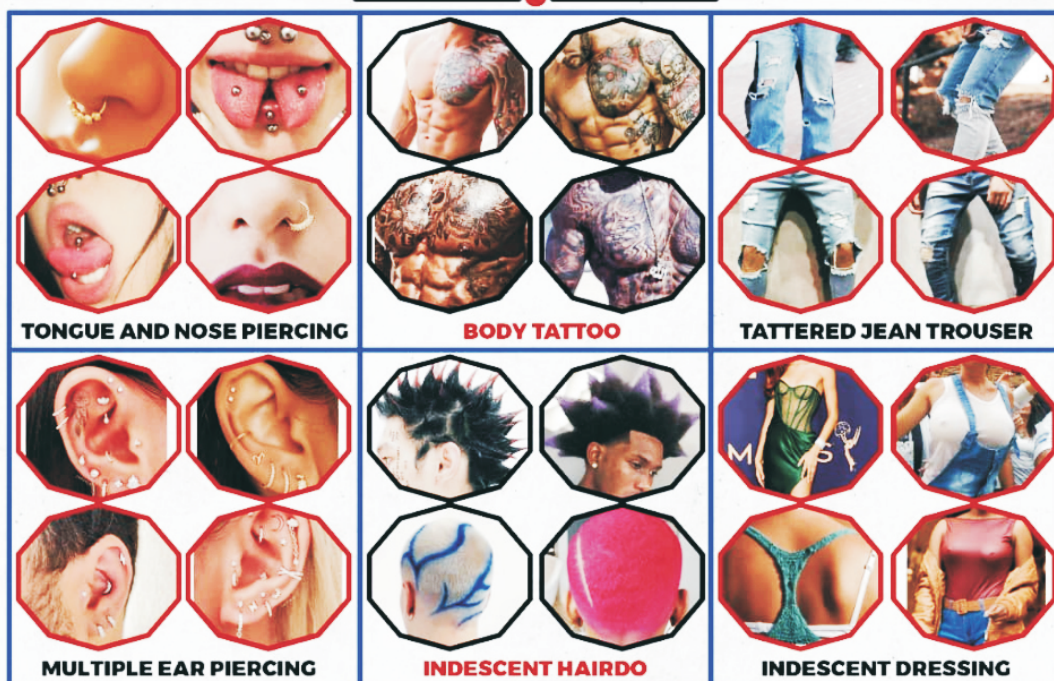 TONGUE AND NOSE PIERCING
BODY TATTOO
TATTERED JEAN TROUSER
MULTIPLE EAR PIERCING
INDESCENT HAIRDO
INDESCENT DRESSING